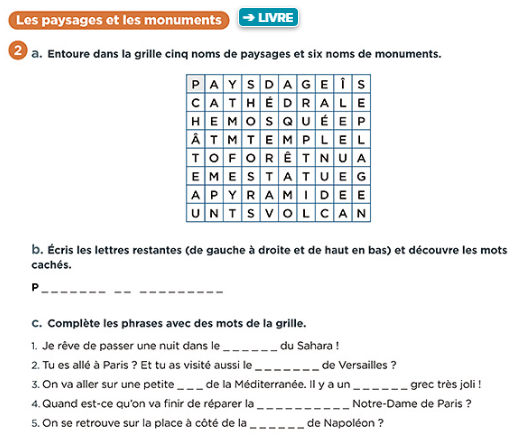 Les paysages et les monuments ➔ LIVRE
2 a. Entoure dans la grille cinq noms de paysages et six noms de monuments.
P A Y S D A G E Î S
C A T H É D R A L E
H E M O S Q U É E P
Â T M T E M P L E L
T O F O R Ê T N U A
E M E S T A T U E G
A P Y R A M I D E E
U N T S V O L C A N
b. Écris les lettres restantes (de gauche à droite et de haut en bas) et découvre les mots
cachés.
P _ _ _ _ _ _ _ _ _ _ _ _ _ _ _ _ _ _
c. Complète les phrases avec des mots de la grille.
1. Je rêve de passer une nuit dans le _ _ _ _ _ _ du Sahara !
2. Tu es allé à Paris ? Et tu as visité aussi le _ _ _ _ _ _ _ de Versailles ?
3. On va aller sur une petite _ _ _ de la Méditerranée. Il y a un _ _ _ _ _ _ grec très joli !
4. Quand est-ce qu'on va finir de réparer la _ _ _ _ _ _ _ _ _ _ Notre-Dame de Paris ?
5. On se retrouve sur la place à côté de la _ _ _ _ _ _ de Napoléon ?